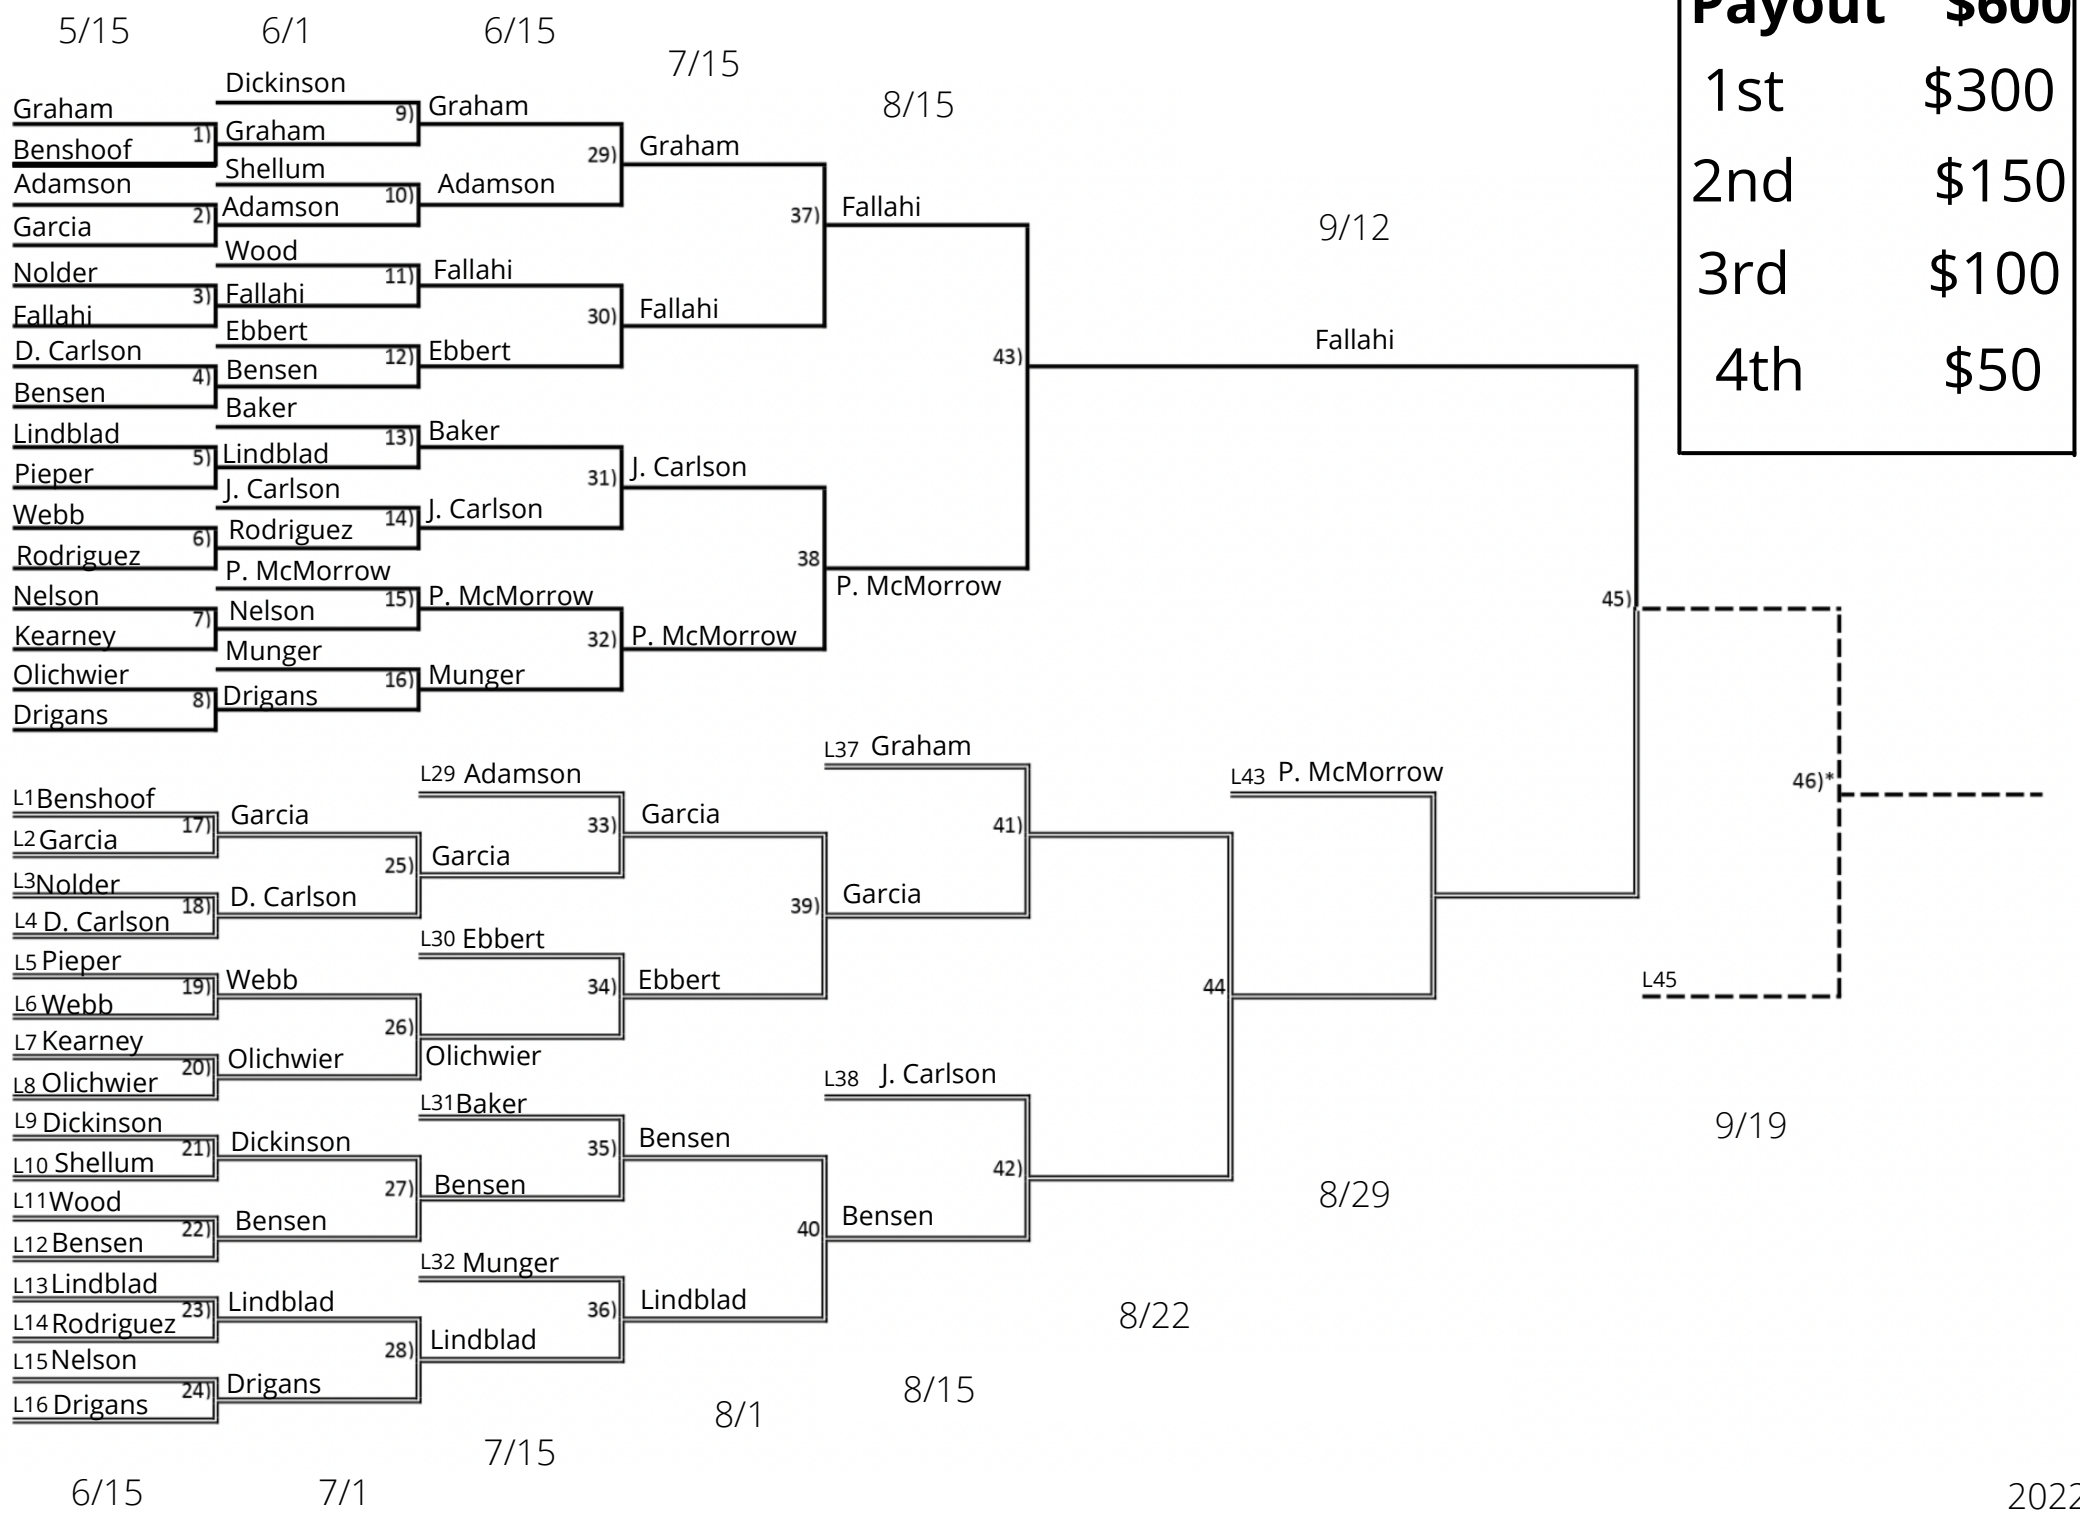 5/15
6/1
6/15
7/15
8/15
9/12
Payout $600
1st $300
2nd $150
3rd $100
4th $50
Graham
Benshoof
1)
Adamson
Garcia
2)
Nolder
Fallahi
3)
D. Carlson
Bensen
4)
Lindblad
Pieper
5)
Webb
Rodriguez
6)
Nelson
Kearney
7)
Olichwier
Drigans
8)
Dickinson
Graham
9)
Shellum
Adamson
10)
Wood
Fallahi
11)
Ebbert
Bensen
12)
Baker
Lindblad
13)
J. Carlson
Rodriguez
14)
P. McMorrow
Nelson
15)
Munger
Drigans
16)
Graham
Adamson
29)
Fallahi
Ebbert
30)
Baker
J. Carlson
31)
P. McMorrow
Munger
32)
Graham
Fallahi
37)
J. Carlson
P. McMorrow
38
Fallahi
P. McMorrow
43)
Fallahi
45)
46)*
L45
L1 Benshoof
L2 Garcia
17)
L3 Nolder
L4 D. Carlson
18)
L5 Pieper
L6 Webb
19)
L7 Kearney
L8 Olichwier
20)
L9 Dickinson
L10 Shellum
21)
L11 Wood
L12 Bensen
22)
L13 Lindblad
L14 Rodriguez
23)
L15 Nelson
L16 Drigans
24)
Garcia
D. Carlson
25)
Webb
Olichwier
26)
Dickinson
Bensen
27)
Lindblad
Drigans
28)
L29 Adamson
Garcia
33)
L30 Ebbert
Olichwier
34)
L31 Baker
Bensen
35)
L32 Munger
Lindblad
36)
Garcia
Ebbert
39)
Bensen
Lindblad
40
L37 Graham
Garcia
41)
L38 J. Carlson
Bensen
42)
44
L43 P. McMorrow
6/15
7/1
7/15
8/1
8/15
8/22
8/29
9/19
2022